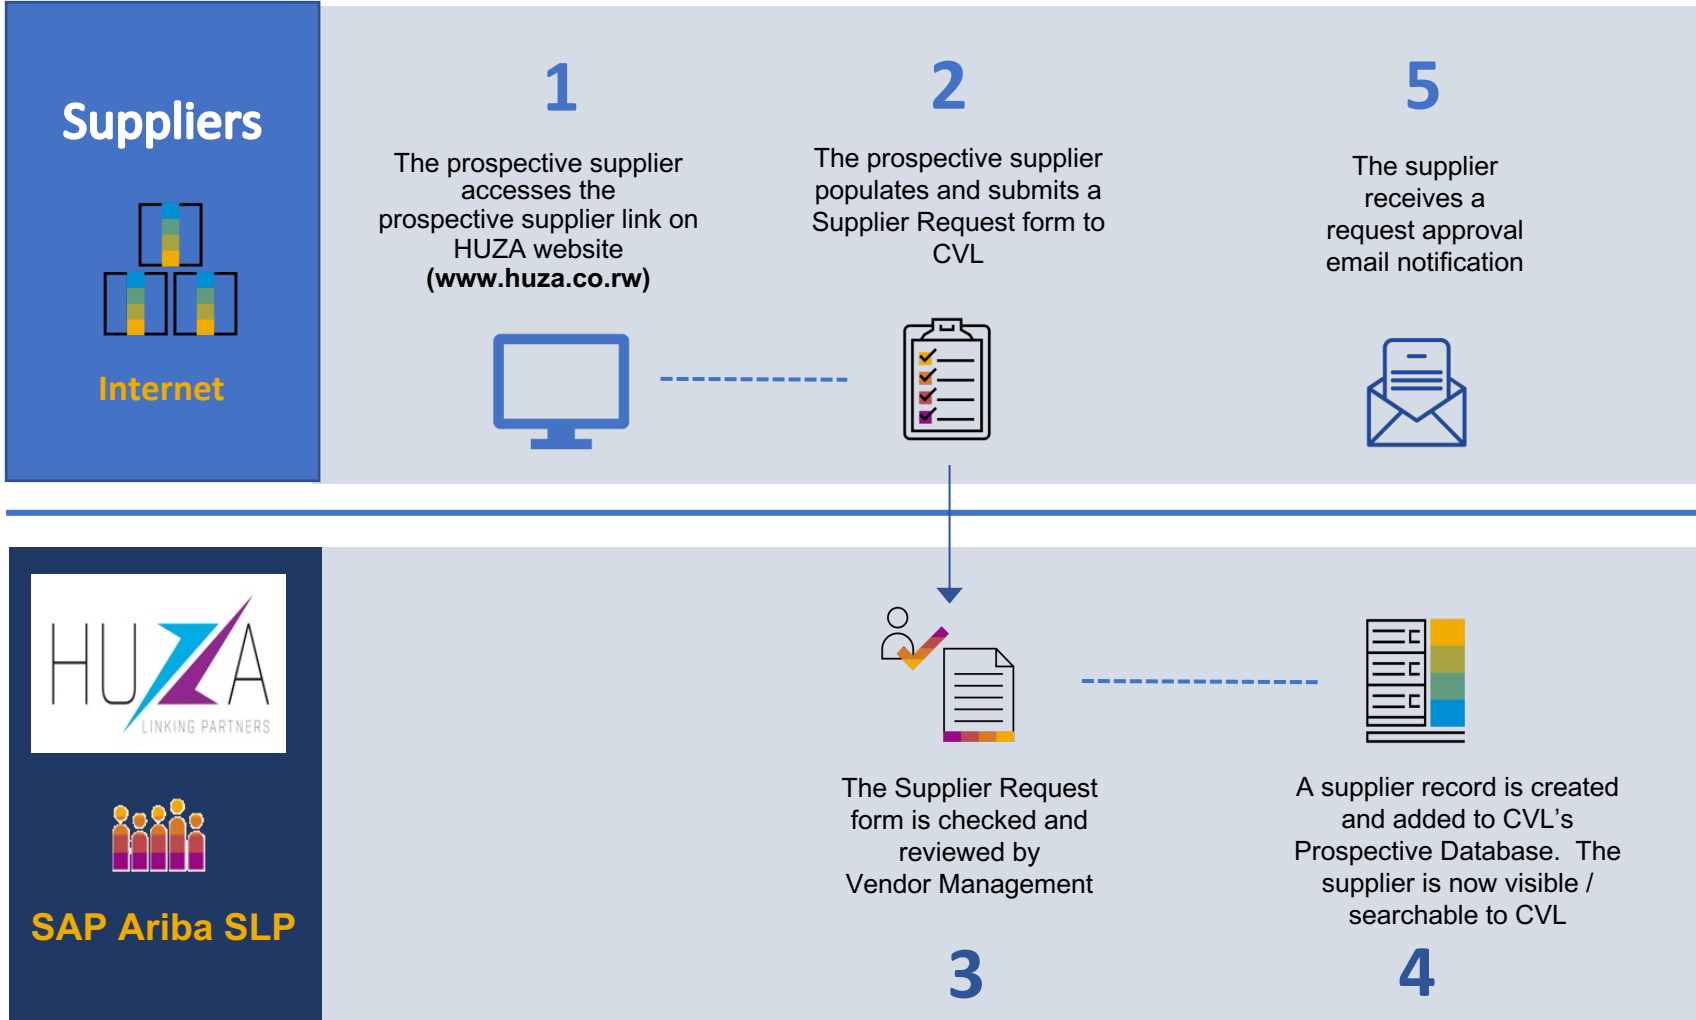 Suppliers
Internet
1
The prospective supplier
accesses the
prospective supplier link on
HUZA website
(www.huza.co.rw)
2
The prospective supplier
populates and submits a
Supplier Request form to
CVL
5
The supplier
receives a
request approval
email notification
HUZA
LINKING PARTNERS
SAP Ariba SLP
The Supplier Request
form is checked and
reviewed by
Vendor Management
3
A supplier record is created
and added to CVL’s
Prospective Database.  The
supplier is now visible /
searchable to CVL
4